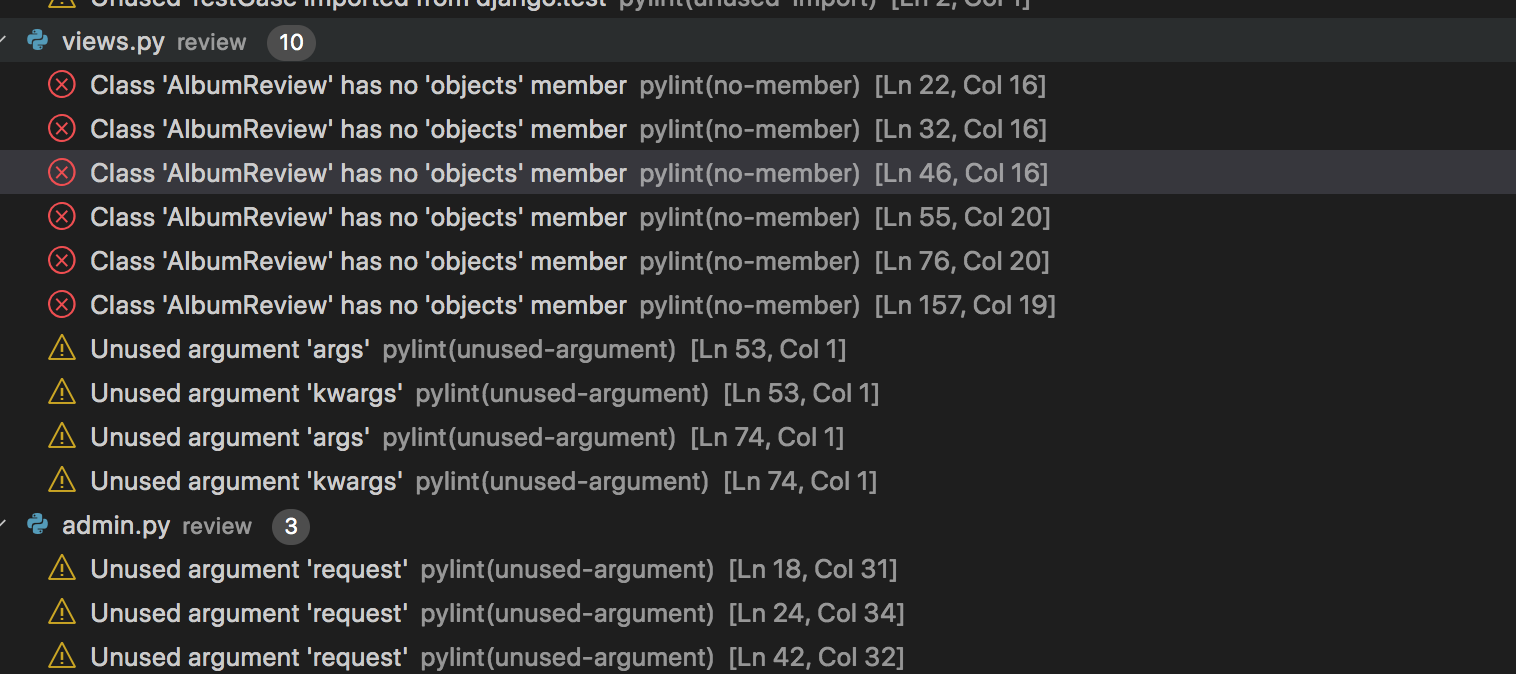 Unused TestCase imported from django.test pylint(unused-import) [Ln 2, Col 1]
views.py review 10
Class 'AlbumReview' has no 'objects' member pylint(no-member) [Ln 22, Col 16]
Class 'AlbumReview' has no 'objects' member pylint(no-member) [Ln 32, Col 16]
Class 'AlbumReview' has no 'objects' member pylint(no-member) [Ln 46, Col 16]
Class 'AlbumReview' has no 'objects' member pylint(no-member) [Ln 55, Col 20]
Class 'AlbumReview' has no 'objects' member pylint(no-member) [Ln 76, Col 20]
Class 'AlbumReview' has no 'objects' member pylint(no-member) [Ln 157, Col 19]
Unused argument 'args' pylint(unused-argument) [Ln 53, Col 1]
Unused argument 'kwargs' pylint(unused-argument) [Ln 53, Col 1]
Unused argument 'args' pylint(unused-argument) [Ln 74, Col 1]
Unused argument 'kwargs' pylint(unused-argument) [Ln 74, Col 1]
admin.py review 3
Unused argument 'request' pylint(unused-argument) [Ln 18, Col 31]
Unused argument 'request' pylint(unused-argument) [Ln 24, Col 34]
Unused argument 'request' pylint(unused-argument) [Ln 42, Col 32]